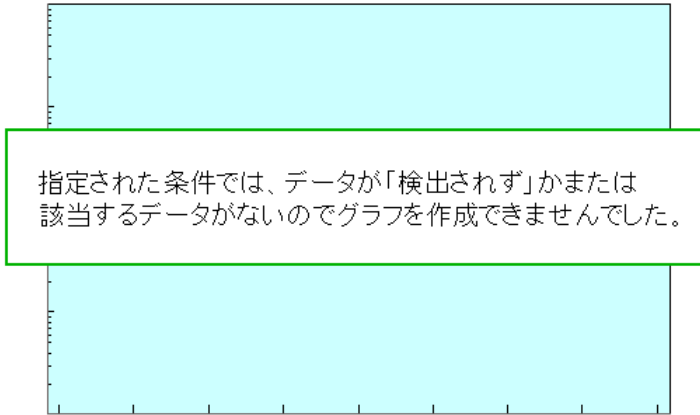 指定された条件では、データが「検出されず」かまたは
該当するデータがないのでグラフを作成できませんでした。